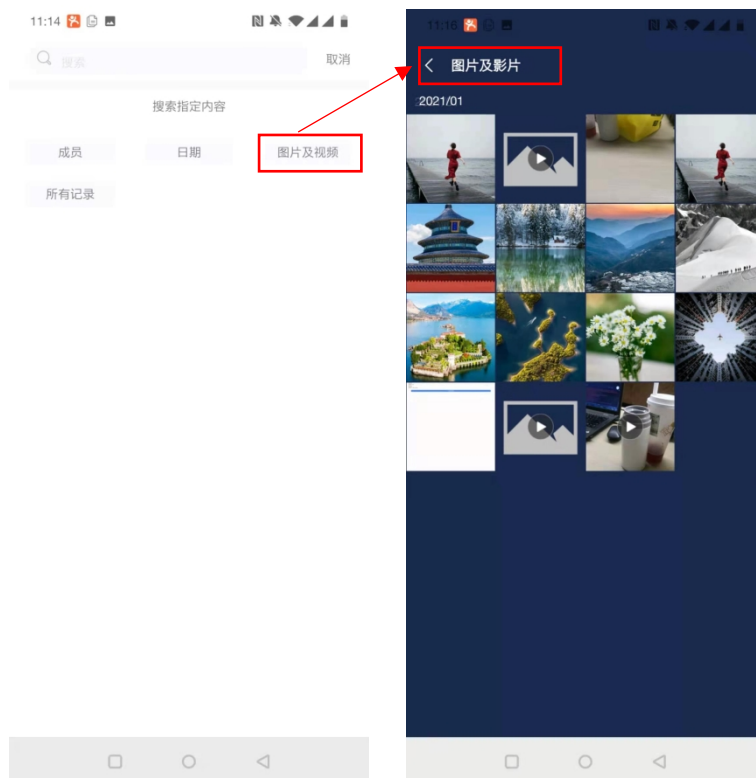 11:14
搜索
取消
搜索指定内容
成员
日期
图片及视频
所有记录
11:16
图片及影片
2021/01